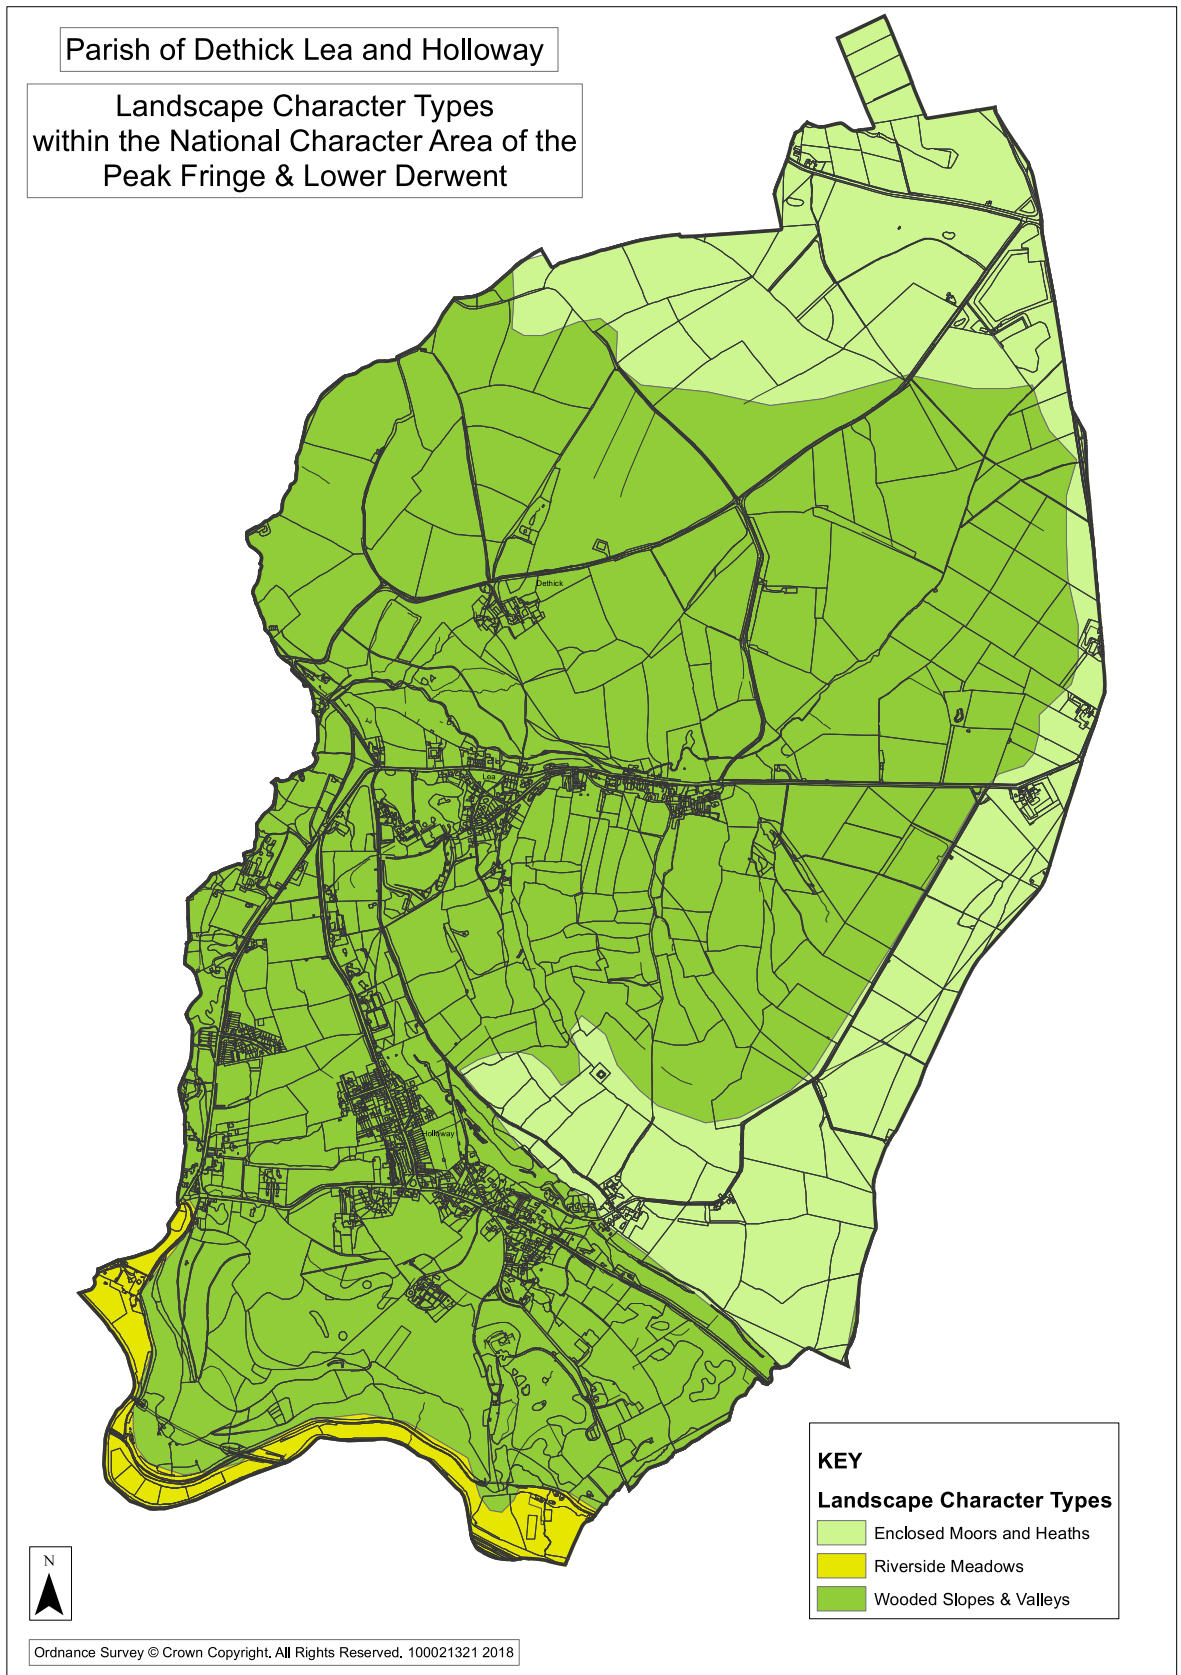 Parish of Dethick Lea and Holloway
Landscape Character Types
within the National Character Area of the
Peak Fringe & Lower Derwent
Dethick
Lea
Holloway
KEY
Landscape Character Types
Enclosed Moors and Heaths
Riverside Meadows
Wooded Slopes & Valleys
N
Ordnance Survey © Crown Copyright. All Rights Reserved. 100021321 2018